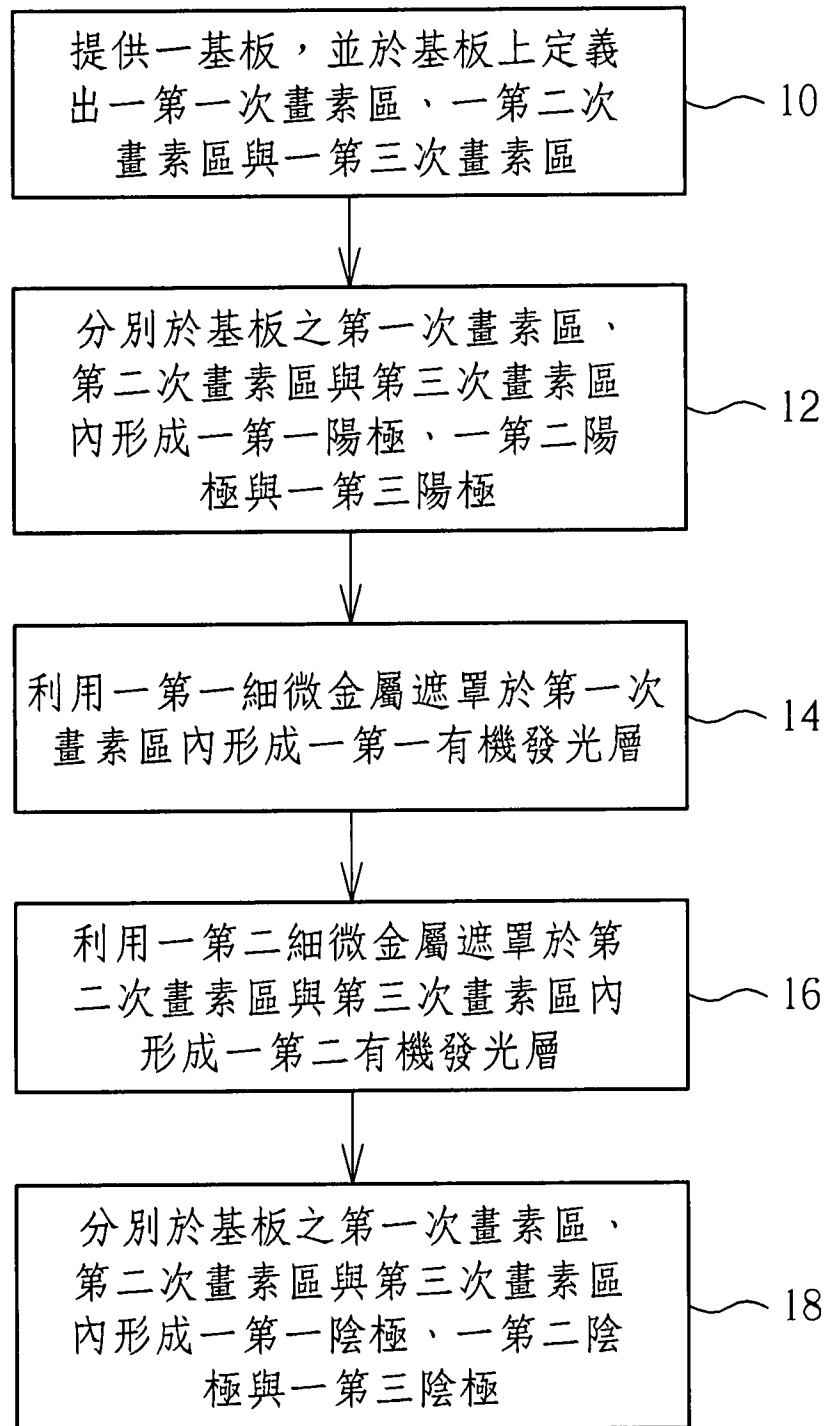 提供一基板，並於基板上定義
出一第一次畫素區、一第二次
畫素區與一第三次畫素區
10
分別於基板之第一次畫素區、
第二次畫素區與第三次畫素區
內形成一第一陽極、一第二陽
極與一第三陽極
12
利用一第一細微金屬遮罩於第一次
畫素區內形成一第一有機發光層
14
利用一第二細微金屬遮罩於第
二次畫素區與第三次畫素區內
形成一第二有機發光層
16
分別於基板之第一次畫素區、
第二次畫素區與第三次畫素區
內形成一第一陰極、一第二陰
極與一第三陰極
18